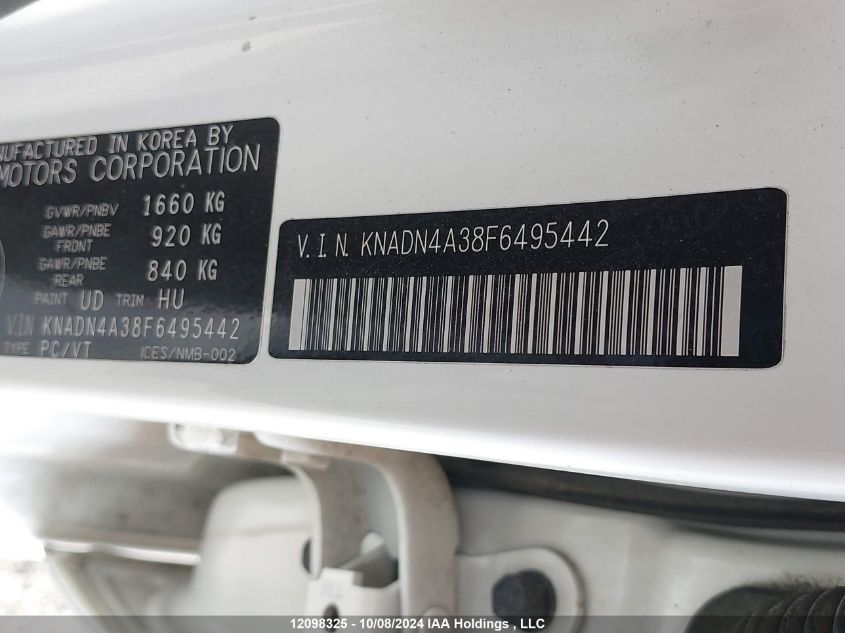 NUFACTURED IN KOREA BY
MOTORS CORPORATION
GVWR/PNBV 1660 KG
GAWR/PNBE FRONT 920 KG
GAWR/PNBE REAR 840 KG
PAINT UD TRIM HU
V.I.N KNADN4A38F6495442
TYPE PC/VT ICES/NMB-002
V.I.N. KNADN4A38F6495442
12098325 - 10/08/2024 IAA Holdings , LLC